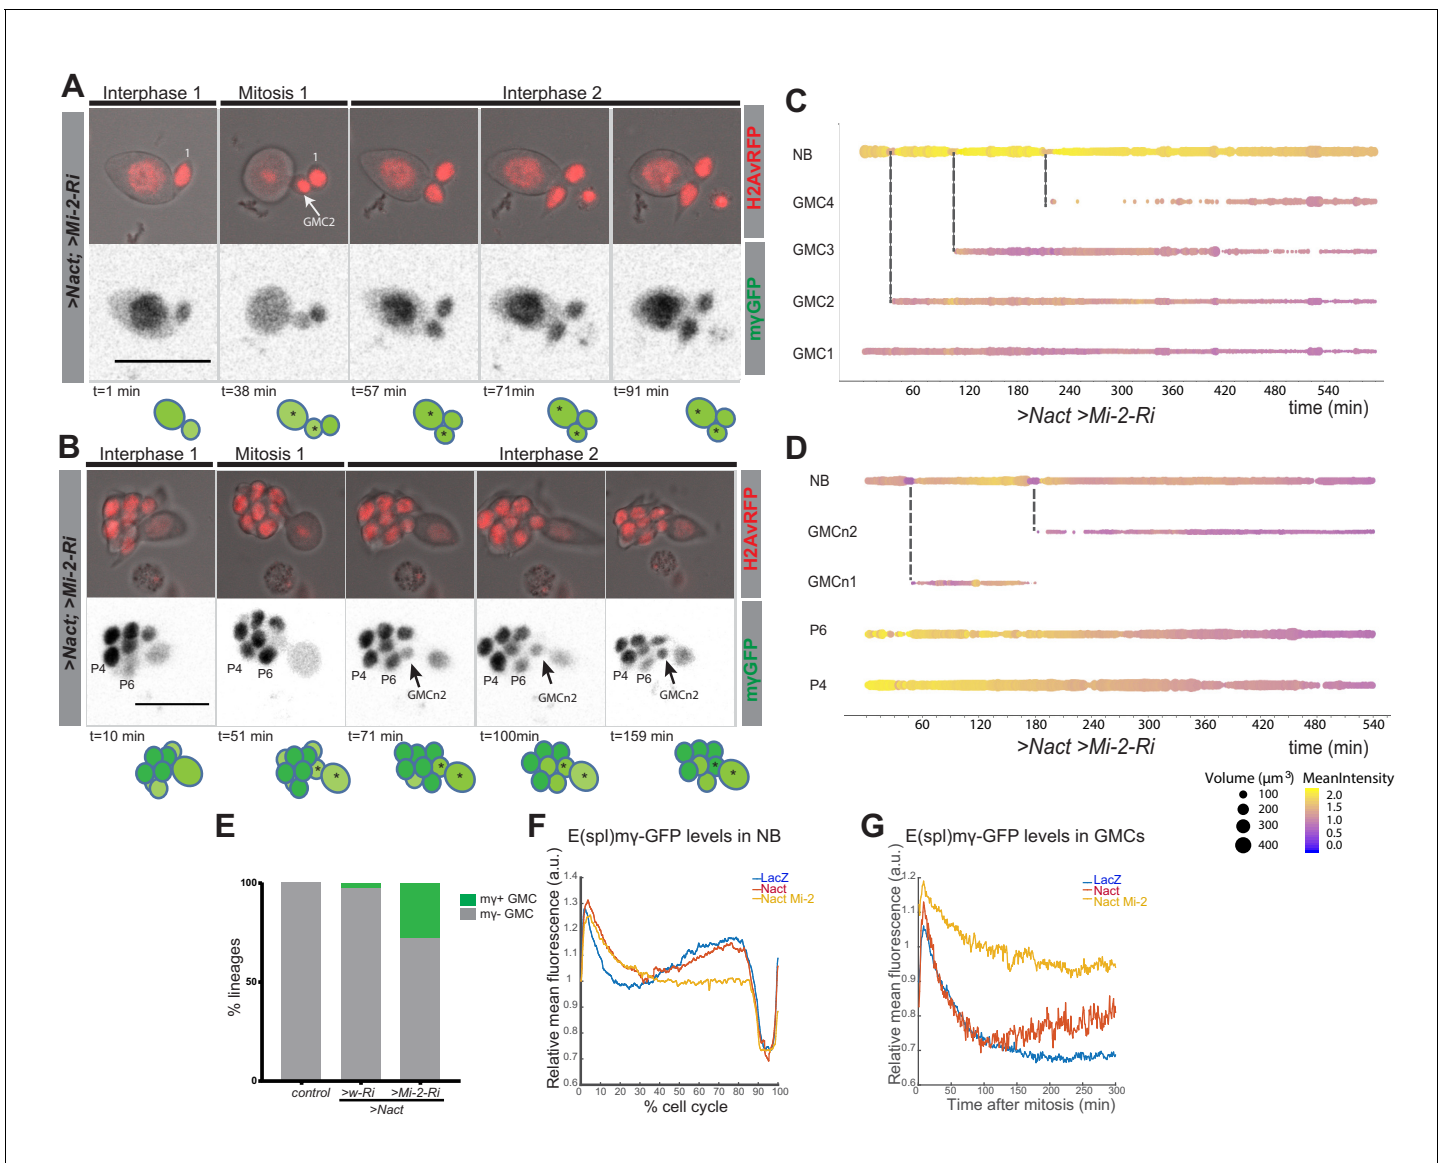 A
Interphase 1
Mitosis 1
Interphase 2
>Nact; >Mi-2-Ri
1
1
GMC2
H2AvRFP
mγGFP
t=1 min
t=38 min
t=57 min
t=71min
t=91 min
* * * * * * * *
B
Interphase 1
Mitosis 1
Interphase 2
>Nact; >Mi-2-Ri
H2AvRFP
mγGFP
P4
P6
P4
P6
P4
P6
GMCn2
P4
P6
GMCn2
P4
P6
GMCn2
t=10 min
t=51 min
t=71 min
t=100min
t=159 min
* * * * * * * *
C
NB
GMC4
GMC3
GMC2
GMC1
60 120 180 240 300 360 420 480 540
>Nact >Mi-2-Ri
time (min)
D
NB
GMCn2
GMCn1
P6
P4
60 120 180 240 300 360 420 480 540
>Nact >Mi-2-Ri
time (min)
Volume (μm³)
100
200
300
400
MeanIntensity
2.0
1.5
1.0
0.5
0.0
E
% lineages
100
50
0
mγ+ GMC
mγ- GMC
control
>w-Ri
>Mi-2-Ri
>Nact
F
E(spl)mγ-GFP levels in NB
Relative mean fluorescence (a.u.)
1.4
1.3
1.2
1.1
1
0.9
0.8
0.7
0.6
LacZ
Nact
Nact Mi-2
0 10 20 30 40 50 60 70 80 90 100
% cell cycle
G
E(spl)mγ-GFP levels in GMCs
Relative mean fluorescence (a.u.)
1.2
1.1
1
0.9
0.8
0.7
0.6
LacZ
Nact
Nact Mi-2
0 50 100 150 200 250 300
Time after mitosis (min)